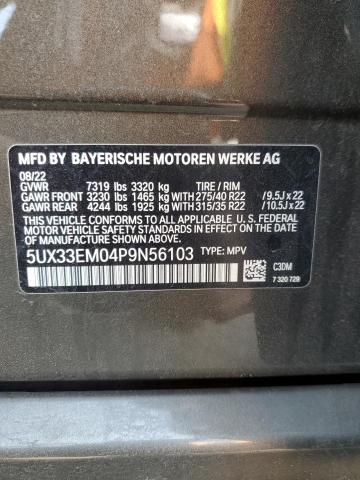 MFD BY BAYERISCHE MOTOREN WERKE AG
08/22
GVWR 7319 lbs 3320 kg TIRE / RIM
GAWR FRONT 3230 lbs 1465 kg WITH 275/40 R22 / 9.5J x 22
GAWR REAR 4244 lbs 1925 kg WITH 315/35 R22 / 10.5J x 22
THIS VEHICLE CONFORMS TO ALL APPLICABLE
U.S. FEDERAL MOTOR VEHICLE SAFETY
STANDARDS IN EFFECT ON THE DATE OF
MANUFACTURE SHOWN ABOVE.
5UX33EM04P9N56103 TYPE: MPV
C3DM
7 320 729